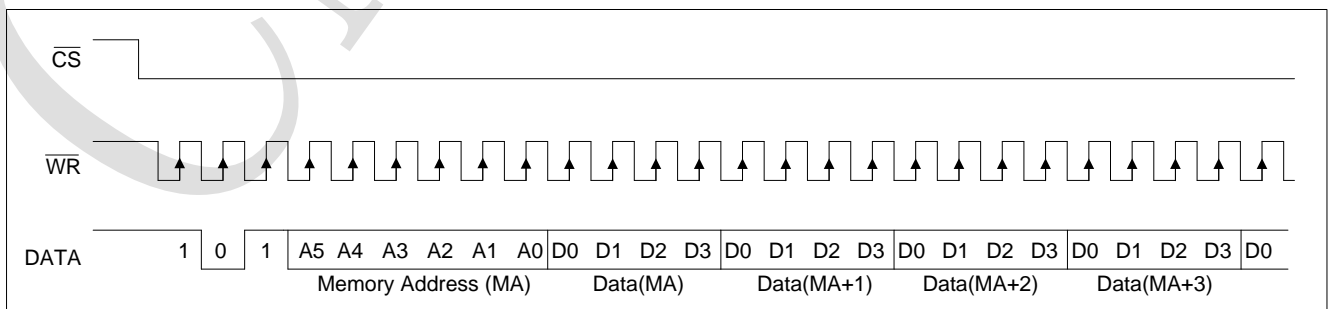 CS
WR
DATA 1 0 1 A5 A4 A3 A2 A1 A0 D0 D1 D2 D3 D0 D1 D2 D3 D0 D1 D2 D3 D0 D1 D2 D3 D0
Memory Address (MA) Data(MA) Data(MA+1) Data(MA+2) Data(MA+3)